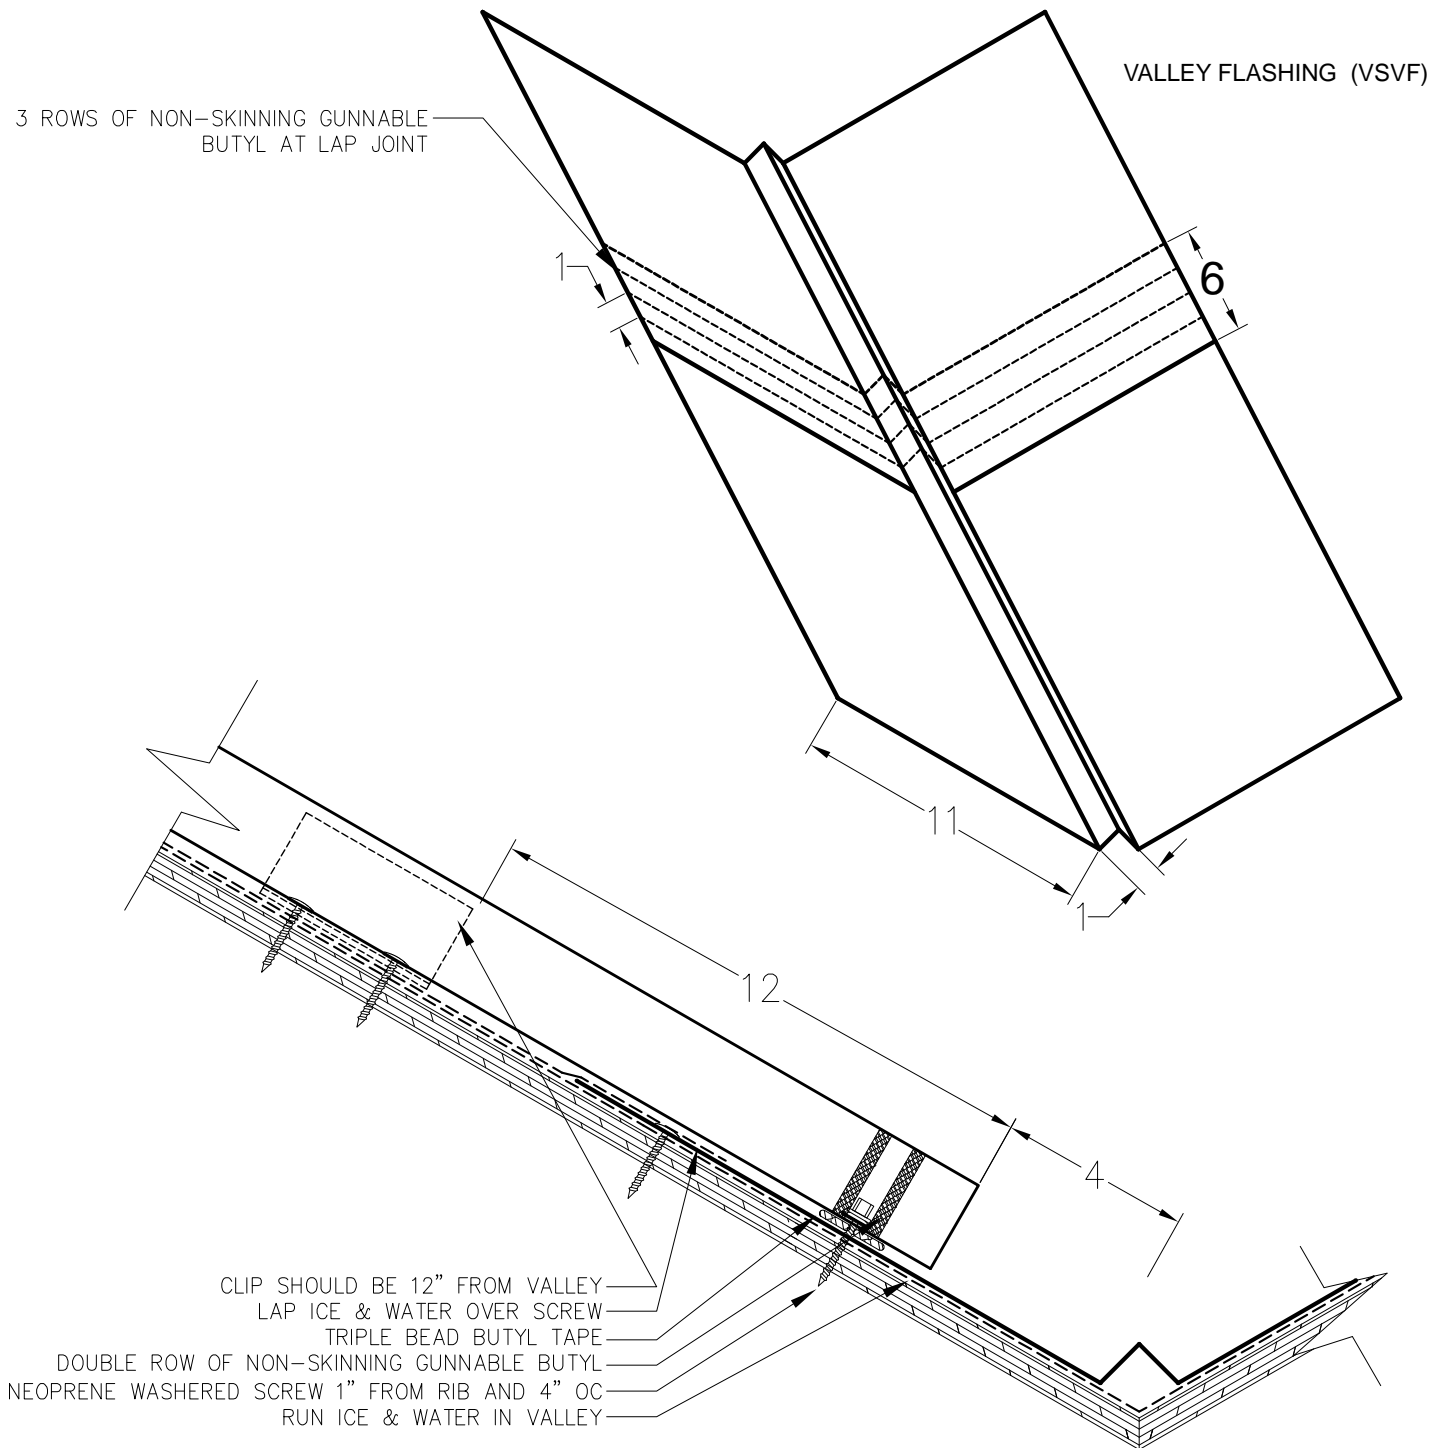 VALLEY FLASHING (VSVF)
3 ROWS OF NON-SKINNING GUNNABLE
BUTYL AT LAP JOINT
1
6
11
1
12
4
CLIP SHOULD BE 12” FROM VALLEY
LAP ICE & WATER OVER SCREW
TRIPLE BEAD BUTYL TAPE
DOUBLE ROW OF NON-SKINNING GUNNABLE BUTYL
NEOPRENE WASHERED SCREW 1” FROM RIB AND 4” OC
RUN ICE & WATER IN VALLEY